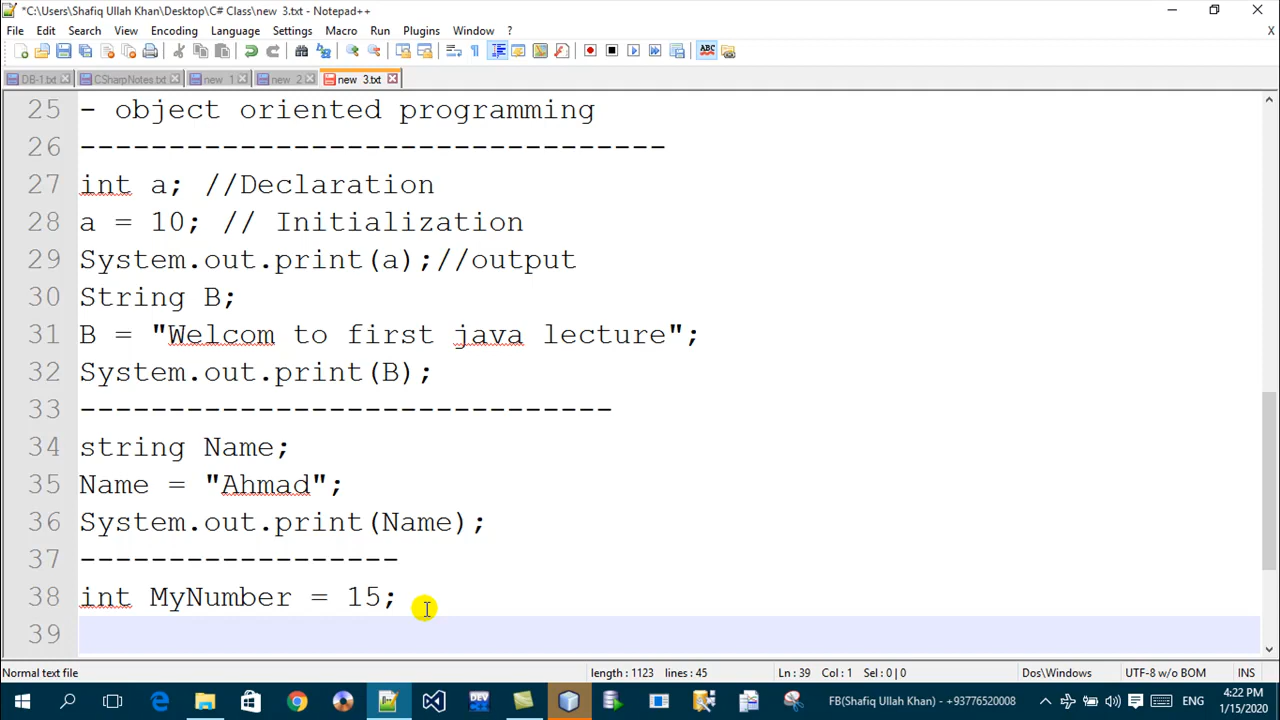 *C:\Users\Shafiq Ullah Khan\Desktop\C# Class\new 3.txt - Notepad++
File Edit Search View Encoding Language Settings Macro Run Plugins Window ? X
ABC
DB-1.txt CSharpNotes.txt new 1 new 2 new 3.txt
25 - object oriented programming
26 ---------------------------------
27 int a; //Declaration
28 a = 10; // Initialization
29 System.out.print(a);//output
30 String B;
31 B = "Welcom to first java lecture";
32 System.out.print(B);
33 ------------------------------
34 string Name;
35 Name = "Ahmad";
36 System.out.print(Name);
37 ------------------
38 int MyNumber = 15;
39
Normal text file length : 1123 lines : 45 Ln : 39 Col : 1 Sel : 0 | 0 Dos\Windows UTF-8 w/o BOM INS
DEV FB(Shafiq Ullah Khan) - +93776520008 ENG 4:22 PM
1/15/2020